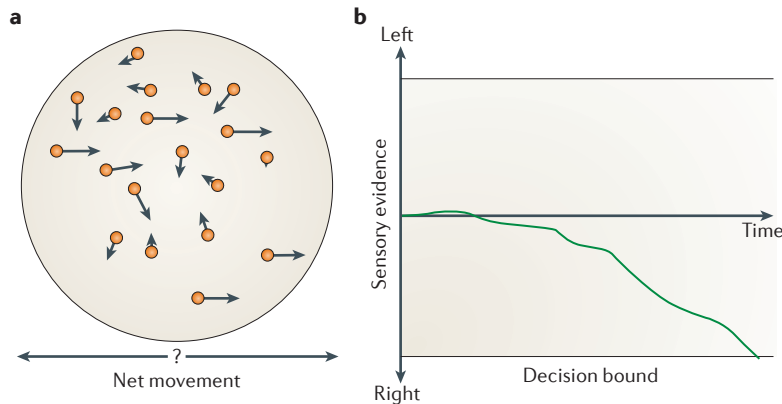 a
?
Net movement
b
Left
Sensory evidence
Time
Right
Decision bound